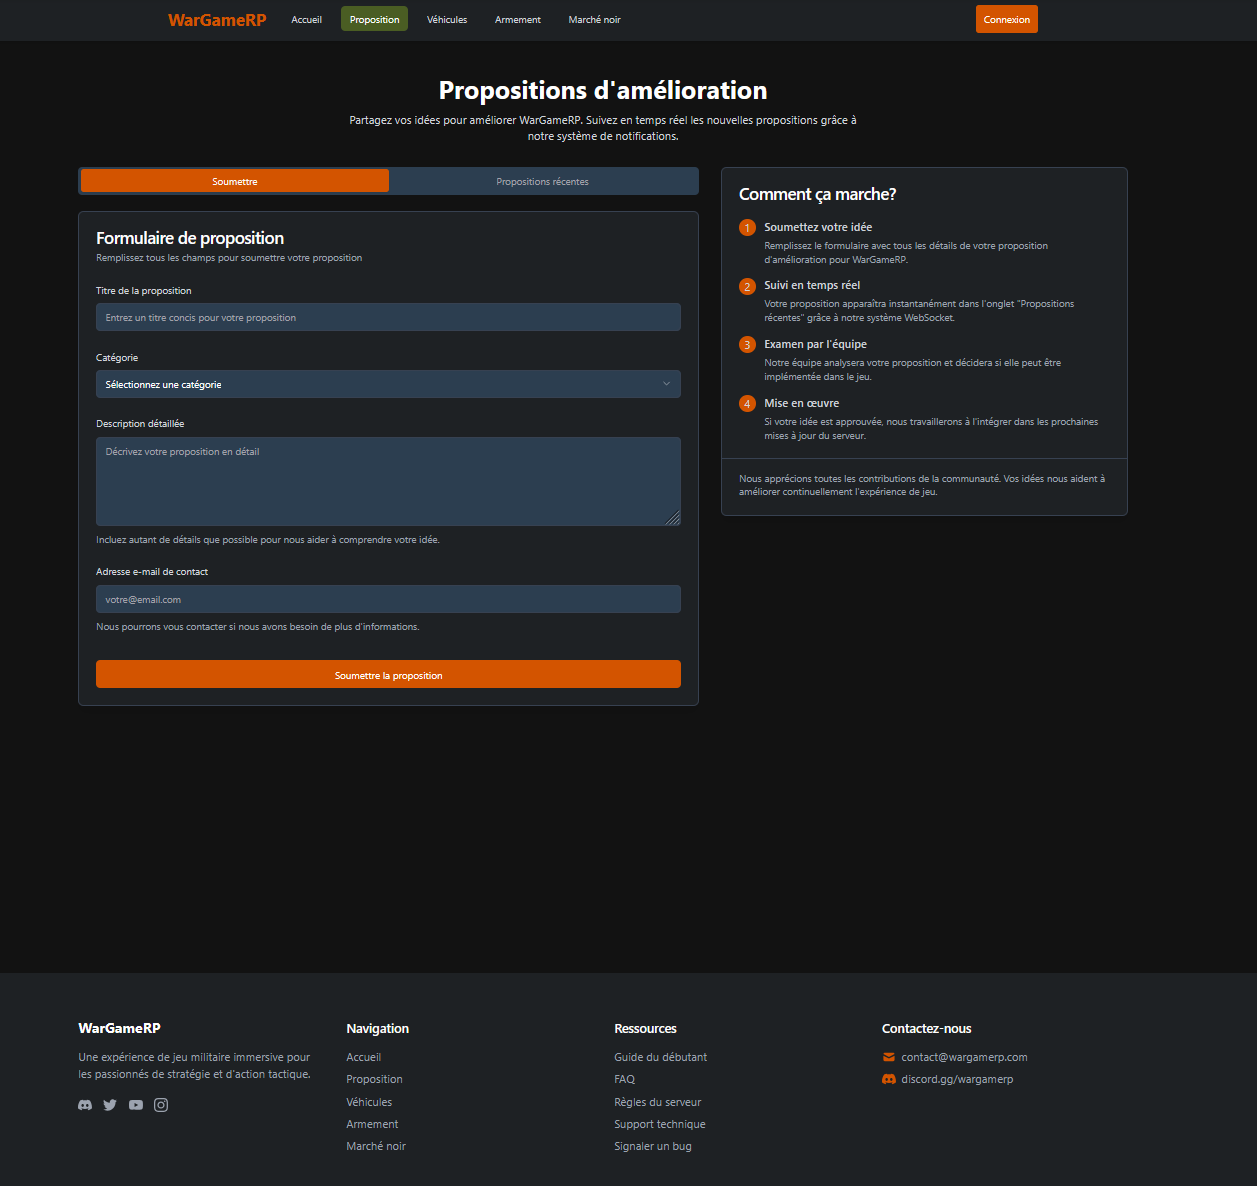 WarGameRP
Accueil
Proposition
Véhicules
Armement
Marché noir
Connexion
Propositions d'amélioration
Partagez vos idées pour améliorer WarGameRP. Suivez en temps réel les nouvelles propositions grâce à
notre système de notifications.
Soumettre
Propositions récentes
Formulaire de proposition
Remplissez tous les champs pour soumettre votre proposition
Titre de la proposition
Entrez un titre concis pour votre proposition
Catégorie
Sélectionnez une catégorie
Description détaillée
Décrivez votre proposition en détail
Incluez autant de détails que possible pour nous aider à comprendre votre idée.
Adresse e-mail de contact
votre@email.com
Nous pourrons vous contacter si nous avons besoin de plus d'informations.
Soumettre la proposition
Comment ça marche?
1
Soumettez votre idée
Remplissez le formulaire avec tous les détails de votre proposition
d'amélioration pour WarGameRP.
2
Suivi en temps réel
Votre proposition apparaîtra instantanément dans l'onglet "Propositions
récentes" grâce à notre système WebSocket.
3
Examen par l'équipe
Notre équipe analysera votre proposition et décidera si elle peut être
implémentée dans le jeu.
4
Mise en œuvre
Si votre idée est approuvée, nous travaillerons à l'intégrer dans les prochaines
mises à jour du serveur.
Nous apprécions toutes les contributions de la communauté. Vos idées nous aident à
améliorer continuellement l'expérience de jeu.
WarGameRP
Une expérience de jeu militaire immersive pour
les passionnés de stratégie et d'action tactique.
Navigation
Accueil
Proposition
Véhicules
Armement
Marché noir
Ressources
Guide du débutant
FAQ
Règles du serveur
Support technique
Signaler un bug
Contactez-nous
contact@wargamerp.com
discord.gg/wargamerp